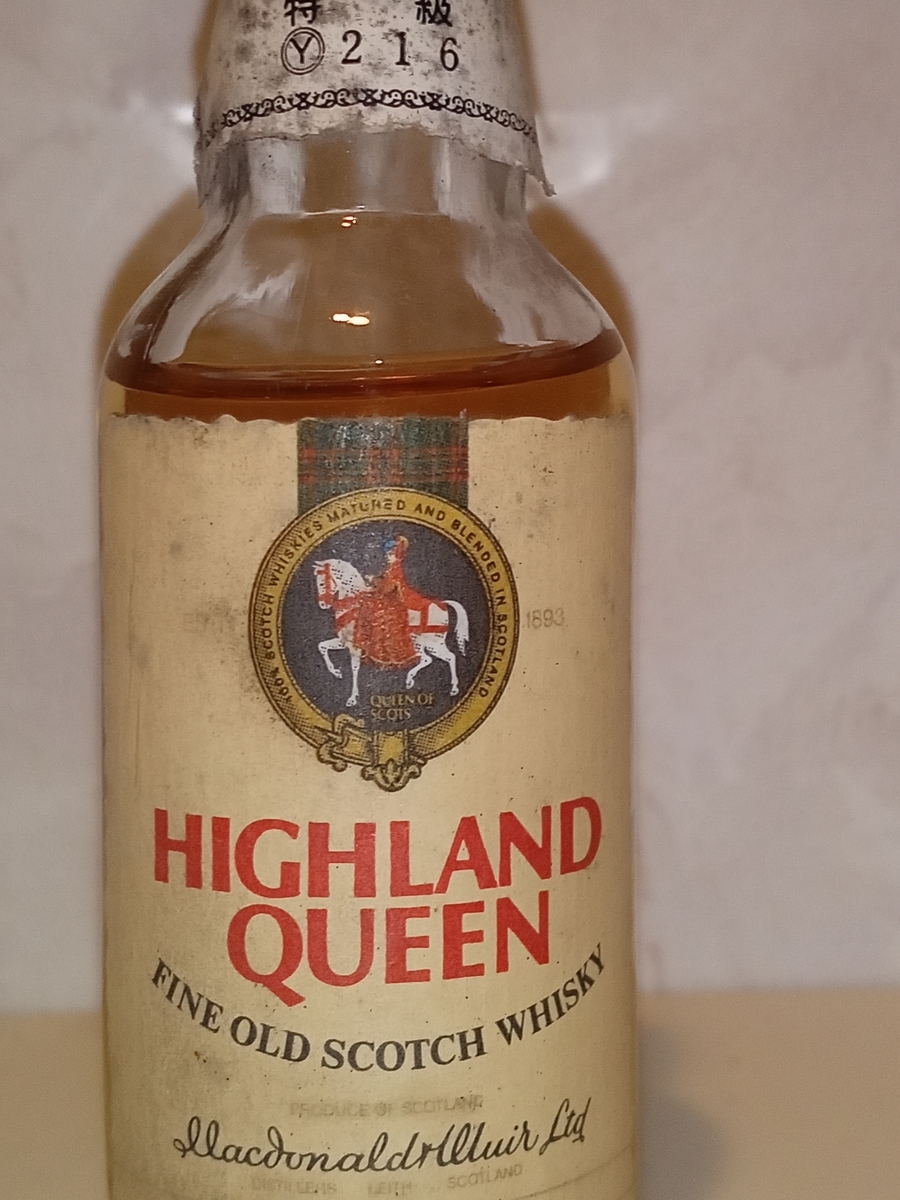 特級
Ⓨ216
100% SCOTCH WHISKIES MATURED AND BLENDED IN SCOTLAND
1893
QUEEN OF
SCOTS
HIGHLAND
QUEEN
FINE OLD SCOTCH WHISKY
PRODUCE OF SCOTLAND
Macdonald & Muir Ltd
DISTILLERS LEITH SCOTLAND